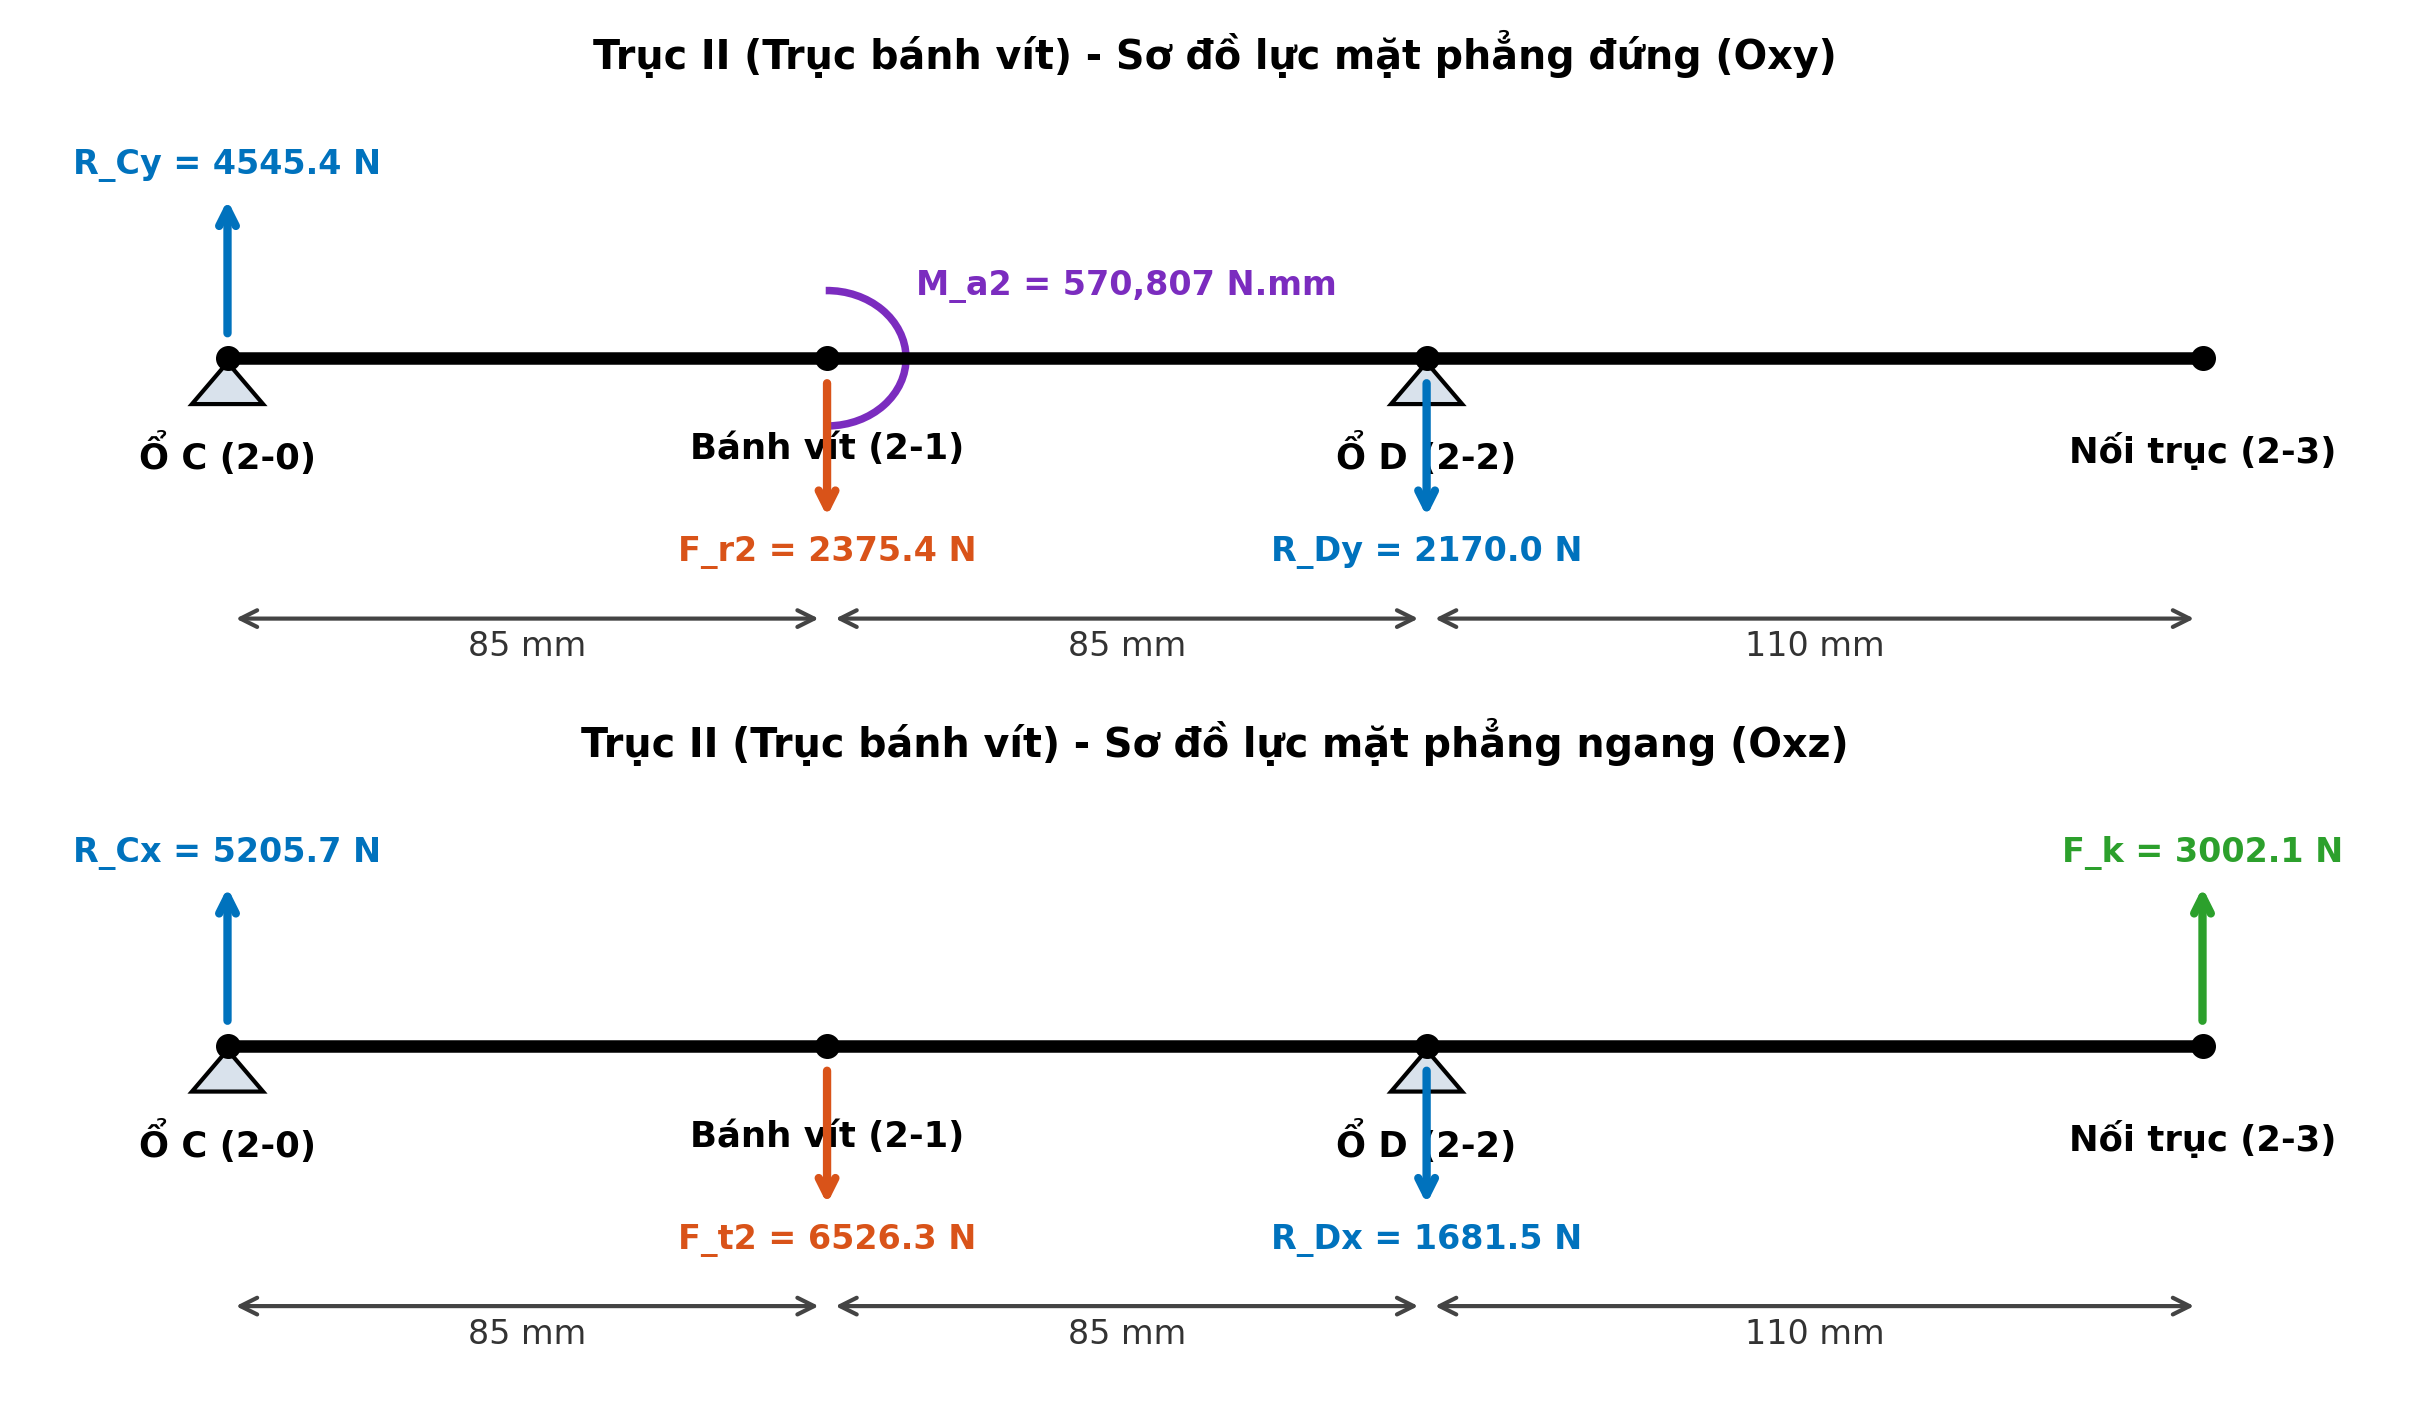 Trục II (Trục bánh vít) - Sơ đồ lực mặt phẳng đứng (Oxy)
R_Cy = 4545.4 N
M_a2 = 570,807 N.mm
Ổ C (2-0)
Bánh vít (2-1)
Ổ D (2-2)
Nối trục (2-3)
F_r2 = 2375.4 N
R_Dy = 2170.0 N
85 mm
85 mm
110 mm
Trục II (Trục bánh vít) - Sơ đồ lực mặt phẳng ngang (Oxz)
R_Cx = 5205.7 N
F_k = 3002.1 N
Ổ C (2-0)
Bánh vít (2-1)
Ổ D (2-2)
Nối trục (2-3)
F_t2 = 6526.3 N
R_Dx = 1681.5 N
85 mm
85 mm
110 mm